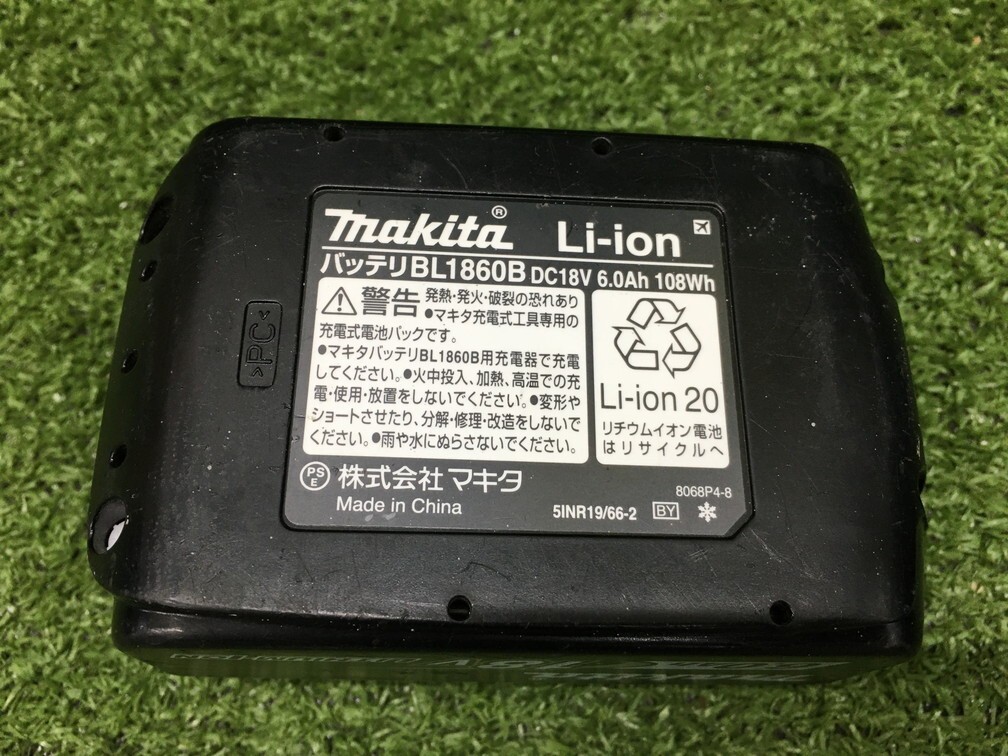 makita® Li-ion
バッテリBL1860B DC18V 6.0Ah 108Wh
警告 発熱・発火・破裂の恐れあり
●マキタ充電式工具専用の
充電式電池パックです。
●マキタバッテリBL1860B用充電器で充電
してください。●火中投入、加熱、高温での充
電・使用・放置をしないでください。●変形や
ショートさせたり、分解・修理・改造をしないで
ください。●雨や水にぬらさないでください。
Li-ion 20
リチウムイオン電池
はリサイクルへ
PSE 株式会社 マキタ
Made in China
8068P4-8
5INR19/66-2 BY
>PC<